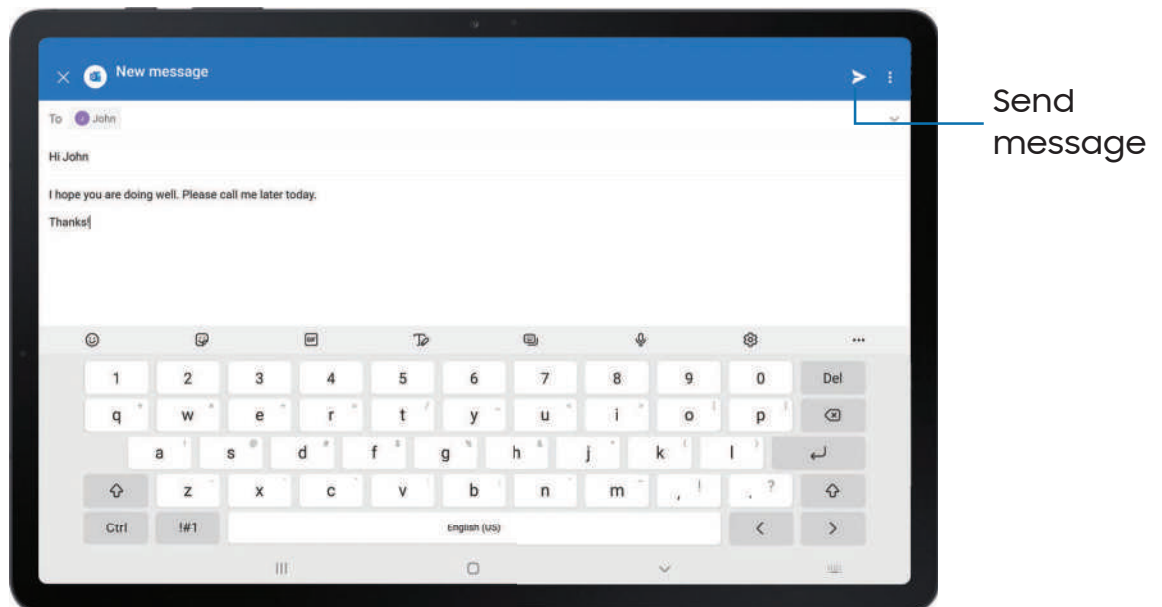 New message
To John
Hi John
I hope you are doing well. Please call me later today.
Thanks!
Send
message
GIF
1 2 3 4 5 6 7 8 9 0 Del
q w e r t y u i o p
a s d f g h j k l
z x c v b n m , ! . ?
Ctrl !#1 English (US) < >